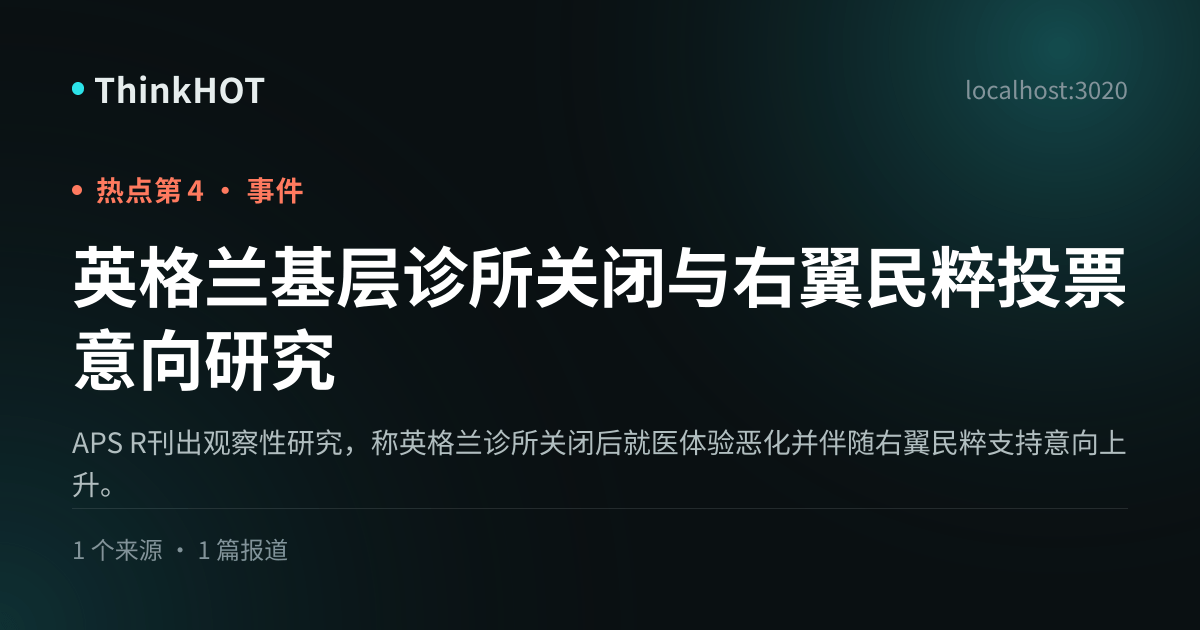 ThinkHOT
localhost:3020
热点第 4 · 事件
英格兰基层诊所关闭与右翼民粹投票
意向研究
APS R刊出观察性研究，称英格兰诊所关闭后就医体验恶化并伴随右翼民粹支持意向上
升。
1 个来源 · 1 篇报道